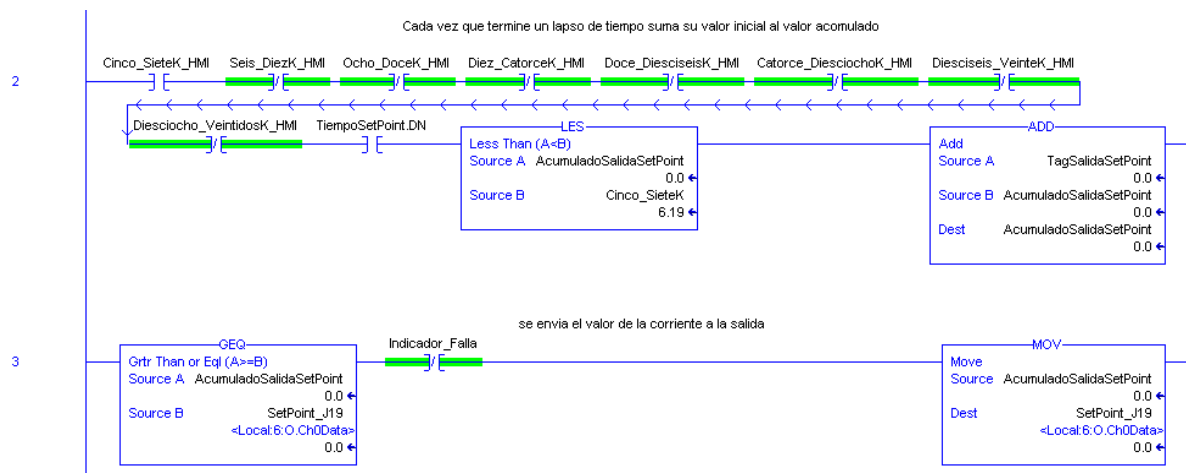 Cada vez que termine un lapso de tiempo suma su valor inicial al valor acumulado
Cinco_SieteK_HMI Seis_DiezK_HMI Ocho_DoceK_HMI Diez_CatorceK_HMI Doce_DiesciseisK_HMI Catorce_DiesciochoK_HMI Diesciseis_VeinteK_HMI
2
Diesciocho_VeintidosK_HMI TiempoSetPoint.DN
LES
Less Than (A<B)
Source A AcumuladoSalidaSetPoint
0.0
Source B Cinco_SieteK
6.19
ADD
Add
Source A TagSalidaSetPoint
0.0
Source B AcumuladoSalidaSetPoint
0.0
Dest AcumuladoSalidaSetPoint
0.0
se envia el valor de la corriente a la salida
3
GEQ
Grtr Than or Eql (A>=B)
Source A AcumuladoSalidaSetPoint
0.0
Source B SetPoint_J19
<Local:6:O.Ch0Data>
0.0
Indicador_Falla
MOV
Move
Source AcumuladoSalidaSetPoint
0.0
Dest SetPoint_J19
<Local:6:O.Ch0Data>
0.0